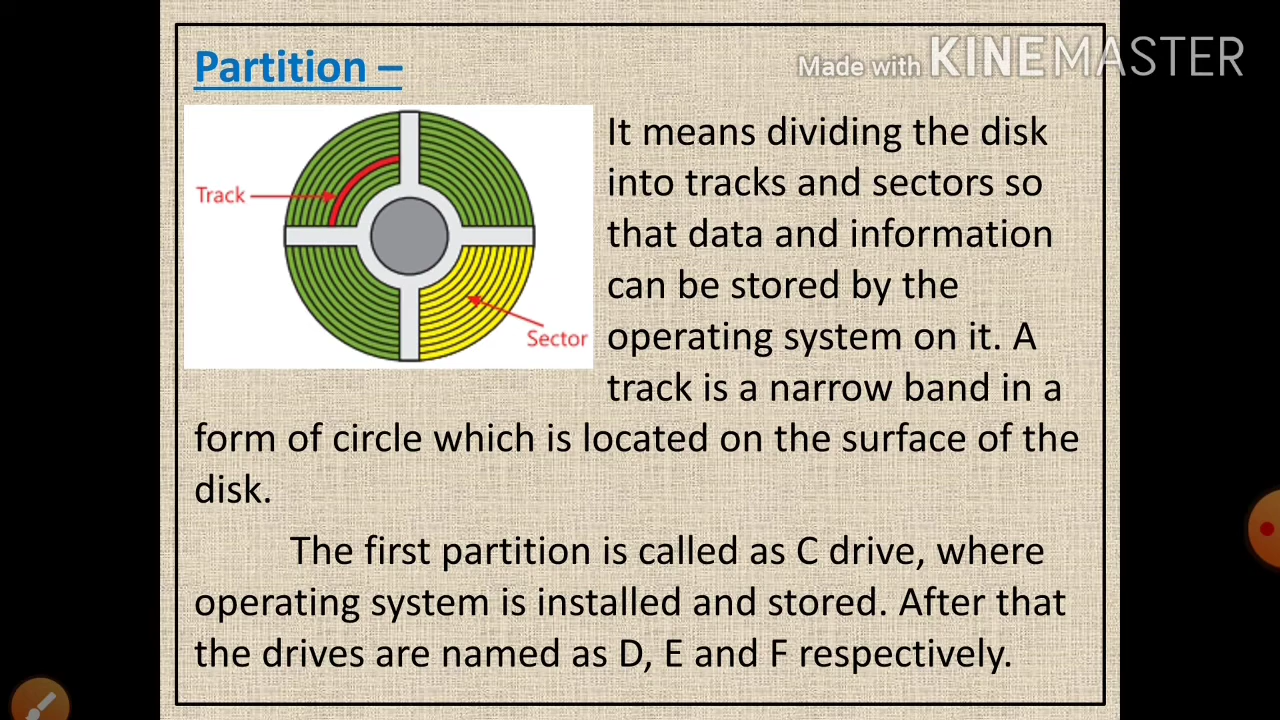 Partition –
Made with KINEMASTER
Track
Sector
It means dividing the disk
into tracks and sectors so
that data and information
can be stored by the
operating system on it. A
track is a narrow band in a
form of circle which is located on the surface of the
disk.
The first partition is called as C drive, where
operating system is installed and stored. After that
the drives are named as D, E and F respectively.